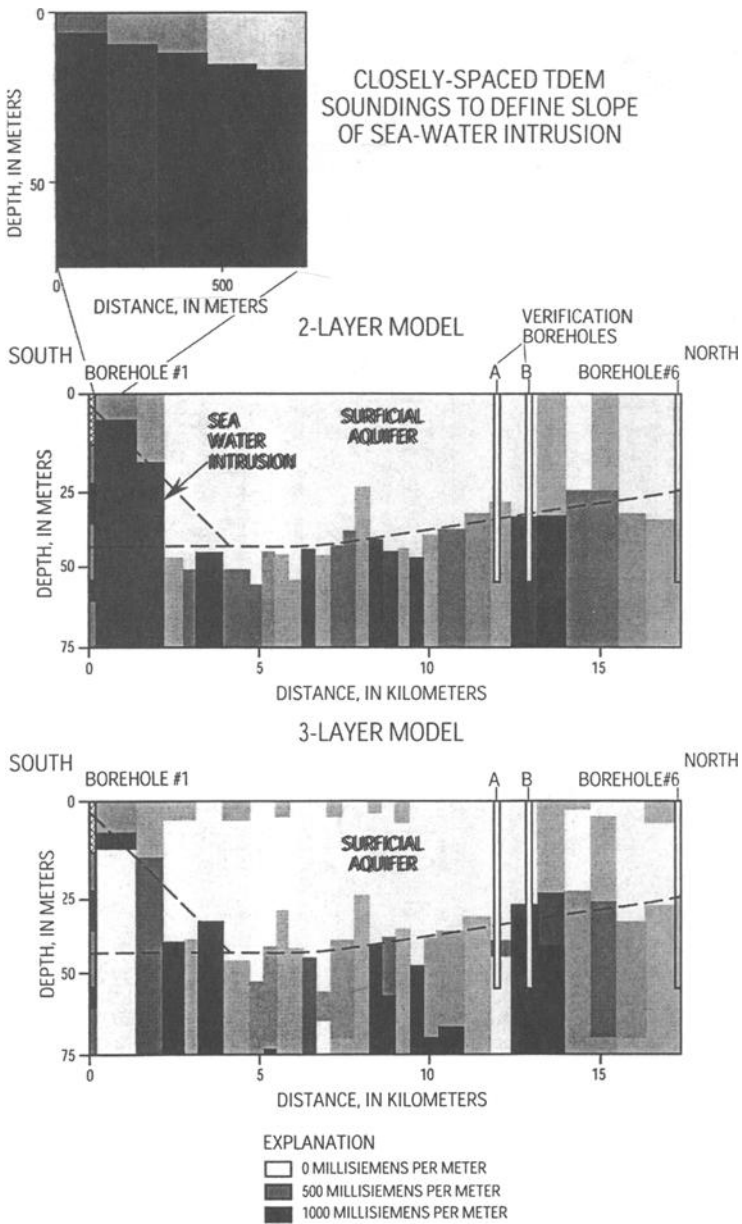 0
50
DEPTH, IN METERS
0
500
DISTANCE, IN METERS
CLOSELY-SPACED TDEM
SOUNDINGS TO DEFINE SLOPE
OF SEA-WATER INTRUSION
2-LAYER MODEL
VERIFICATION
BOREHOLES
SOUTH
NORTH
BOREHOLE #1
A
B
BOREHOLE#6
0
25
50
75
DEPTH, IN METERS
SEA
WATER
INTRUSION
SURFICIAL
AQUIFER
0
5
10
15
DISTANCE, IN KILOMETERS
3-LAYER MODEL
SOUTH
NORTH
BOREHOLE #1
A
B
BOREHOLE#6
0
25
50
75
DEPTH, IN METERS
SURFICIAL
AQUIFER
0
5
10
15
DISTANCE, IN KILOMETERS
EXPLANATION
0 MILLISIEMENS PER METER
500 MILLISIEMENS PER METER
1000 MILLISIEMENS PER METER